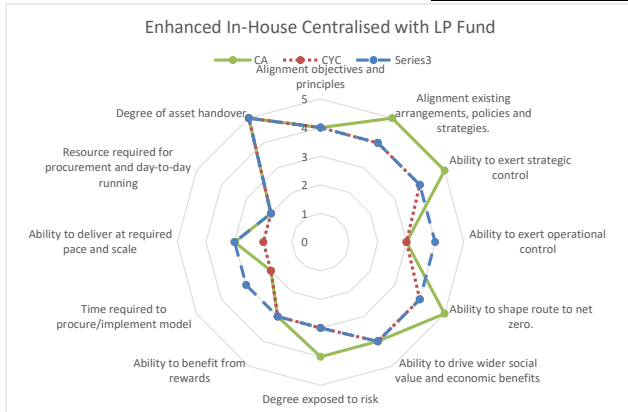 Enhanced In-House Centralised with LP Fund
CA
CYC
Series3
Alignment objectives and
principles
Alignment existing
arrangements, policies and
strategies.
Ability to exert strategic
control
Ability to exert operational
control
Ability to shape route to net
zero.
Ability to drive wider social
value and economic benefits
Degree exposed to risk
Ability to benefit from
rewards
Time required to
procure/implement model
Ability to deliver at required
pace and scale
Resource required for
procurement and day-to-day
running
Degree of asset handover
5
4
3
2
1
0